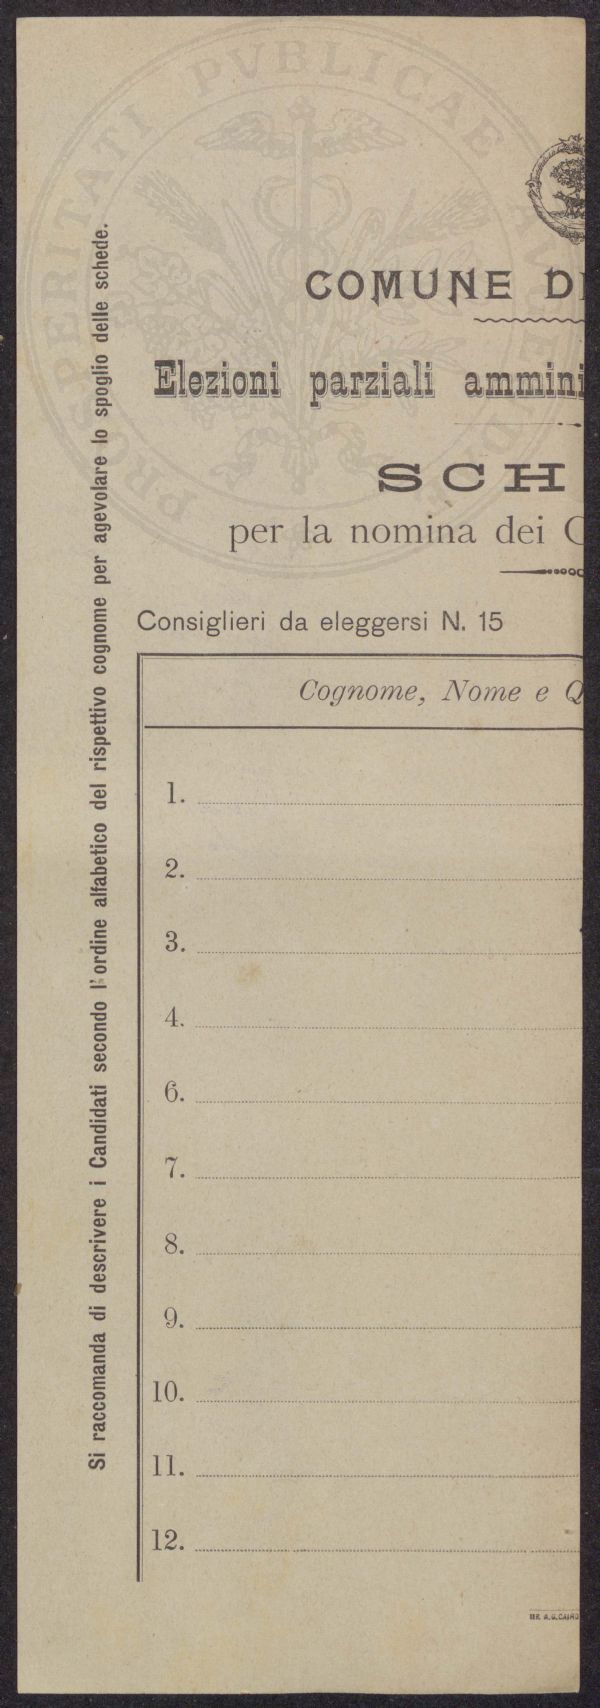 PROSPERITATI PVBLICAE
COMUNE D
Elezioni parziali ammini
SCH
per la nomina dei C
Consiglieri da eleggersi N. 15
Cognome, Nome e Q
1.
2.
3.
4.
6.
7.
8.
9.
10.
11.
12.
Si raccomanda di descrivere i Candidati secondo l'ordine alfabetico del rispettivo cognome per agevolare lo spoglio delle schede.